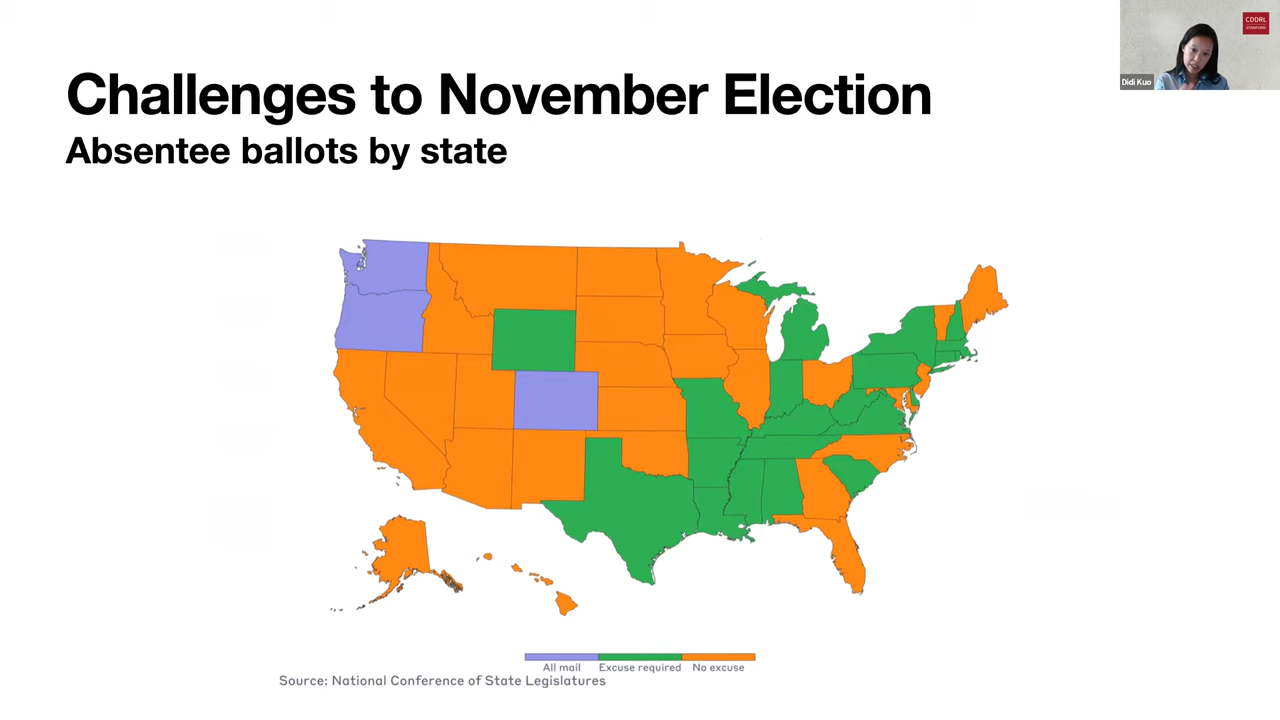 CDDRL
STANFORD
Didi Kuo
Challenges to November Election
Absentee ballots by state
All mail
Excuse required
No excuse
Source: National Conference of State Legislatures